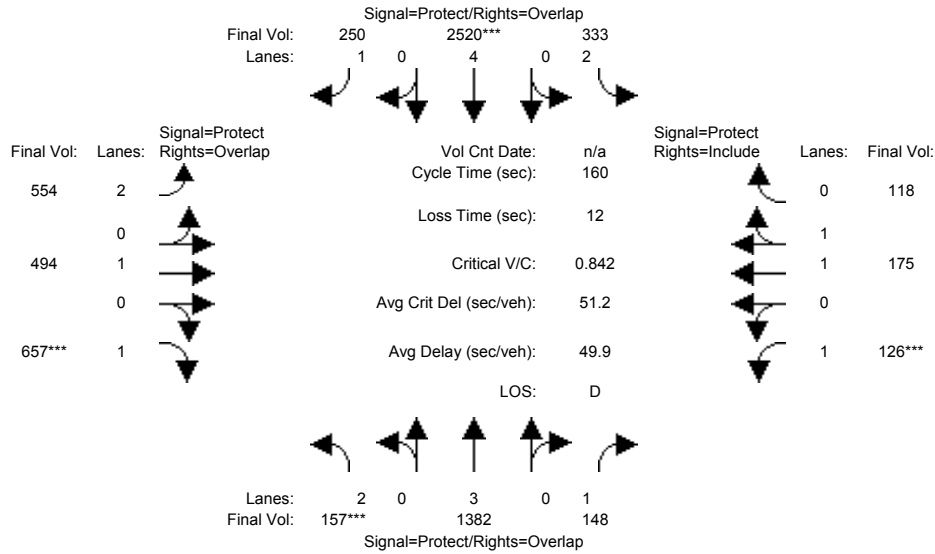 Signal=Protect/Rights=Overlap
Final Vol: 250 2520*** 333
Lanes: 1 0 4 0 2
Signal=Protect
Final Vol: Lanes: Rights=Overlap
Vol Cnt Date: n/a
Signal=Protect
Rights=Include Lanes: Final Vol:
Cycle Time (sec): 160
554 2
0 118
Loss Time (sec): 12
0
1
494 1
Critical V/C: 0.842
1 175
0
Avg Crit Del (sec/veh): 51.2
0
657*** 1
Avg Delay (sec/veh): 49.9
1 126***
LOS: D
Lanes: 2 0 3 0 1
Final Vol: 157*** 1382 148
Signal=Protect/Rights=Overlap